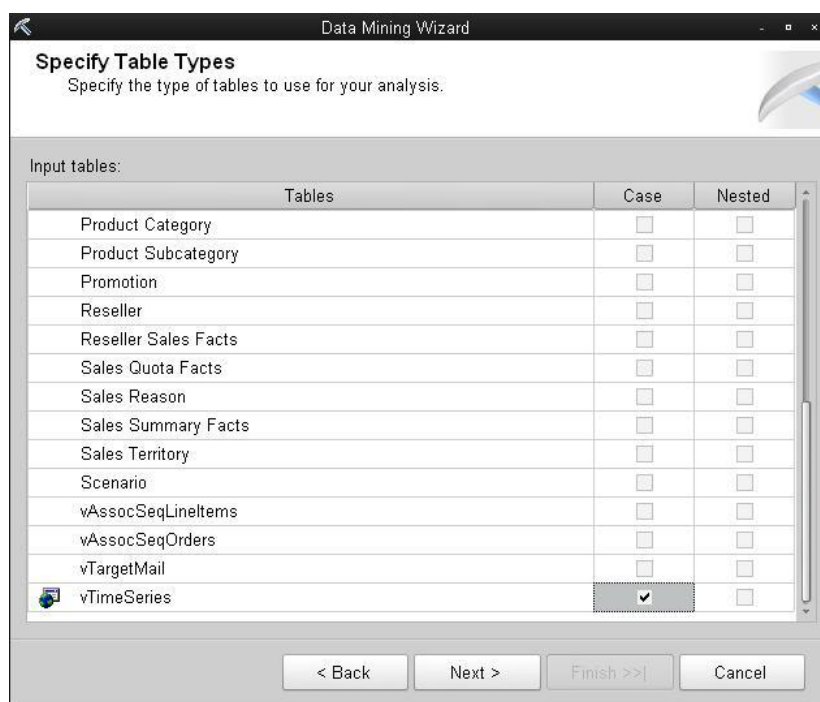 Data Mining Wizard
Specify Table Types
Specify the type of tables to use for your analysis.
Input tables:
Tables Case Nested
Product Category
Product Subcategory
Promotion
Reseller
Reseller Sales Facts
Sales Quota Facts
Sales Reason
Sales Summary Facts
Sales Territory
Scenario
vAssocSeqLineItems
vAssocSeqOrders
vTargetMail
vTimeSeries
< Back Next > Finish >>| Cancel